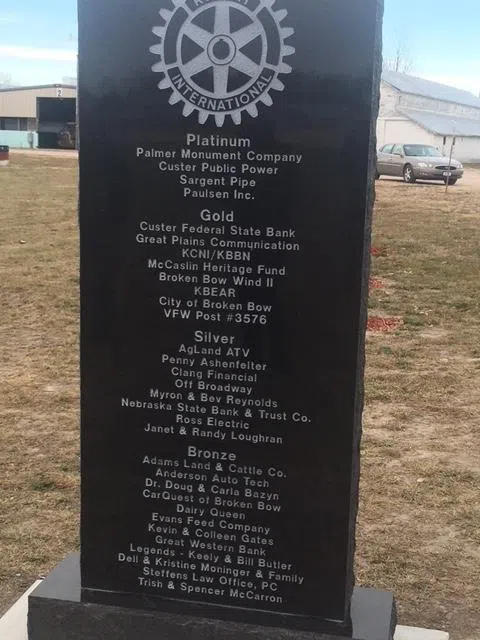 ROTARY
INTERNATIONAL
Platinum
Palmer Monument Company
Custer Public Power
Sargent Pipe
Paulsen Inc.
Gold
Custer Federal State Bank
Great Plains Communication
KCNI/KBBN
McCaslin Heritage Fund
Broken Bow Wind II
KBEAR
City of Broken Bow
VFW Post #3576
Silver
AgLand ATV
Penny Ashenfelter
Clang Financial
Off Broadway
Myron & Bev Reynolds
Nebraska State Bank & Trust Co.
Ross Electric
Janet & Randy Loughran
Bronze
Adams Land & Cattle Co.
Anderson Auto Tech
Dr. Doug & Carla Bazyn
CarQuest of Broken Bow
Dairy Queen
Evans Feed Company
Kevin & Colleen Gates
Great Western Bank
Legends - Keely & Bill Butler
Dell & Kristine Moninger & Family
Steffens Law Office, PC
Trish & Spencer McCarron
2